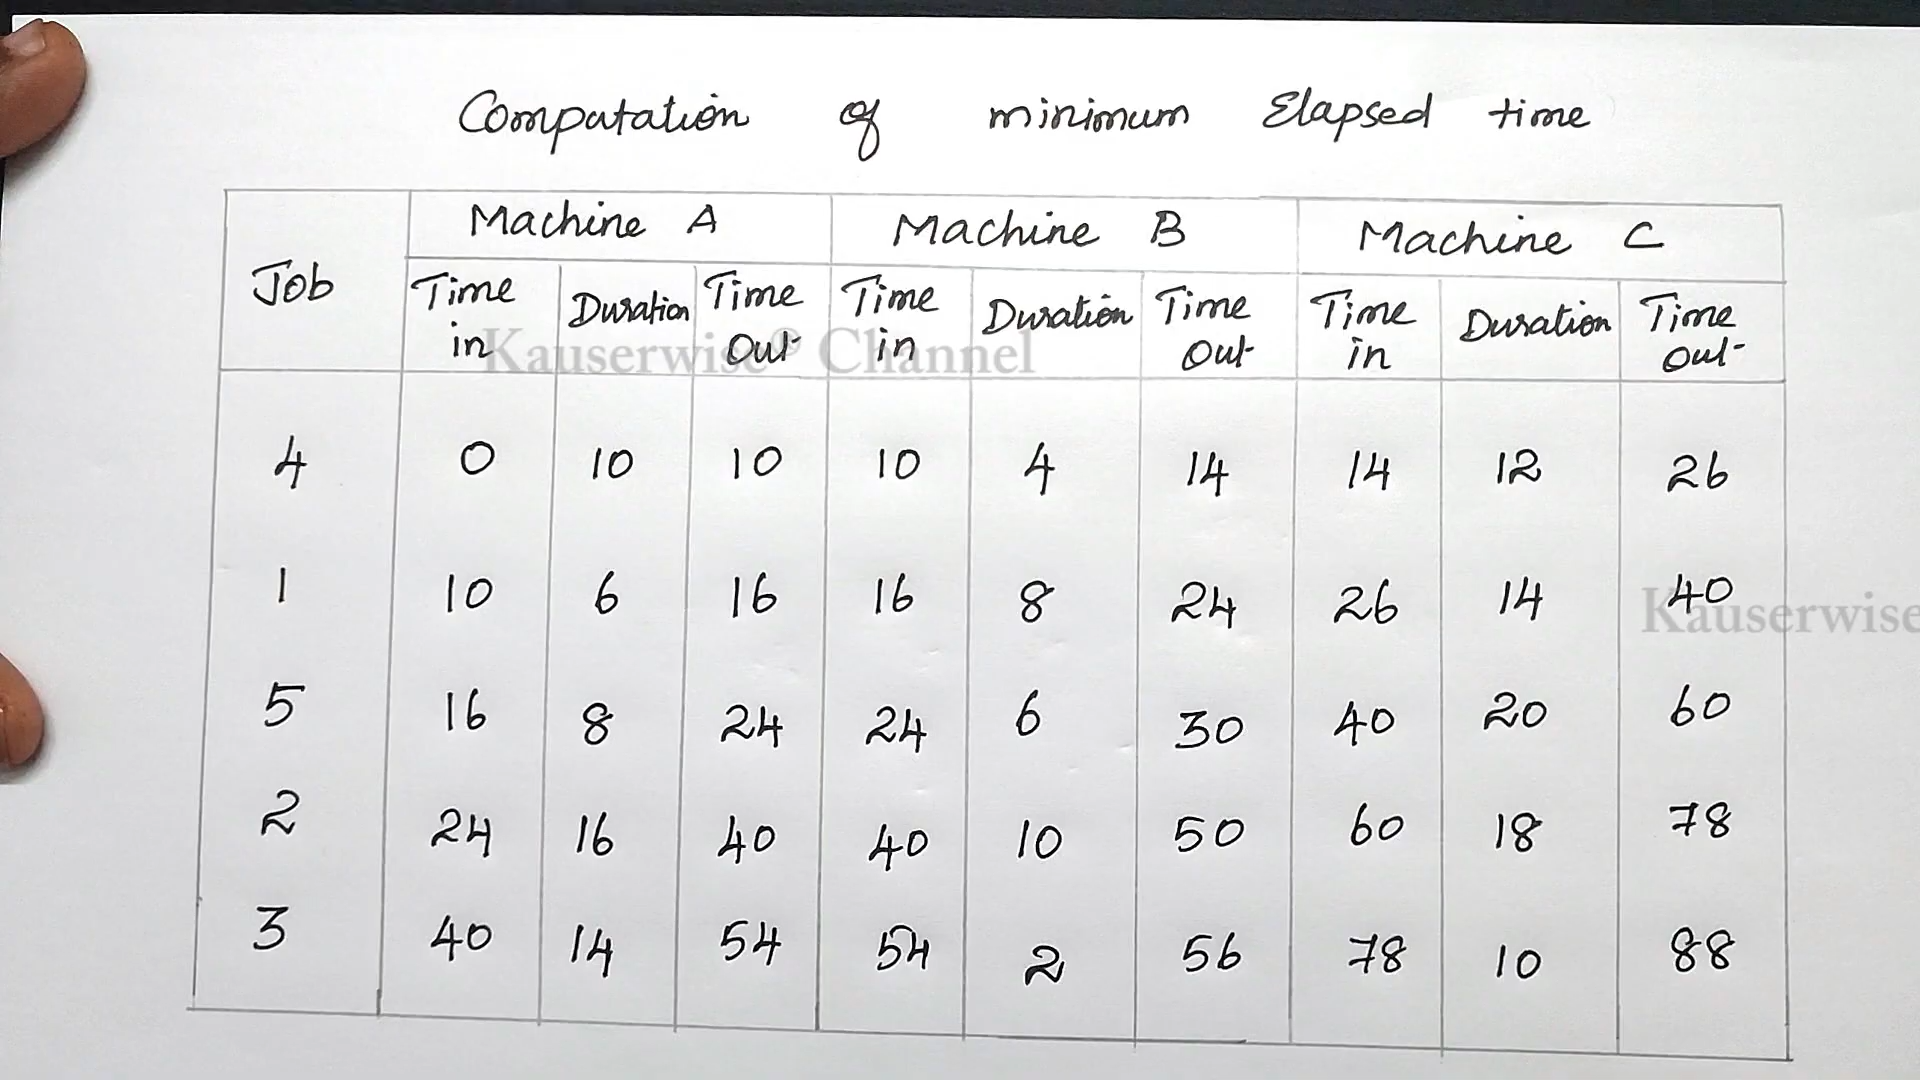 Computation of minimum Elapsed time
Job Machine A Machine B Machine C
Time in Duration Time Out Time in Duration Time Out Time in Duration Time out
Kauserwise® Channel
4 0 10 10 10 4 14 14 12 26
1 10 6 16 16 8 24 26 14 40
Kauserwise
5 16 8 24 24 6 30 40 20 60
2 24 16 40 40 10 50 60 18 78
3 40 14 54 54 2 56 78 10 88